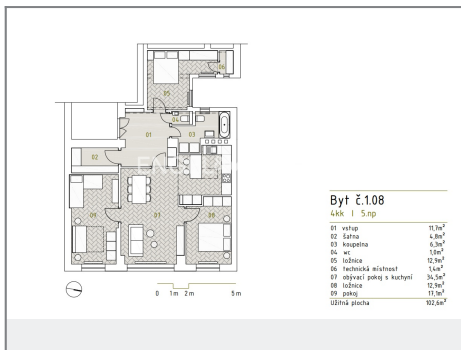 06
05
04
01
03
02
09
07
08
0 1m 2m 5m
Byt č.1.08
4kk | 5.np
01 vstup 11,7m²
02 šatna 4,8m²
03 koupelna 6,3m²
04 wc 1,0m²
05 ložnice 12,9m²
06 technická místnost 1,4m²
07 obývací pokoj s kuchyní 34,5m²
08 ložnice 12,9m²
09 pokoj 17,1m²
Užitná plocha 102,6m²